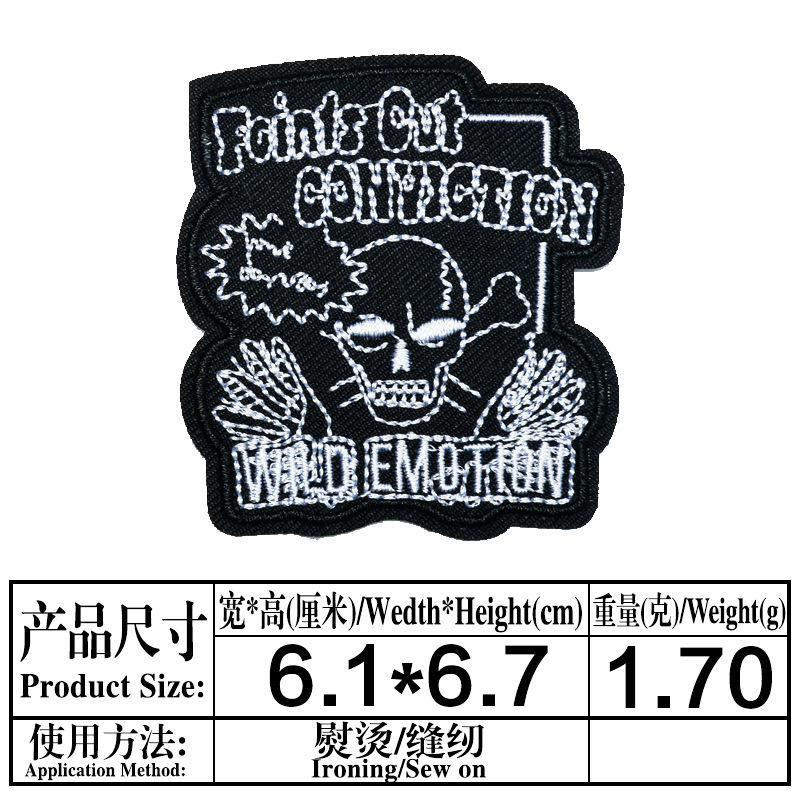 Points Out
CONVICTION
The
WILD EMOTION
产品尺寸
Product Size:
宽*高(厘米)/Wedth*Height(cm)
重量(克)/Weight(g)
6.1*6.7
1.70
使用方法:
Application Method:
熨烫/缝纫
Ironing/Sew on